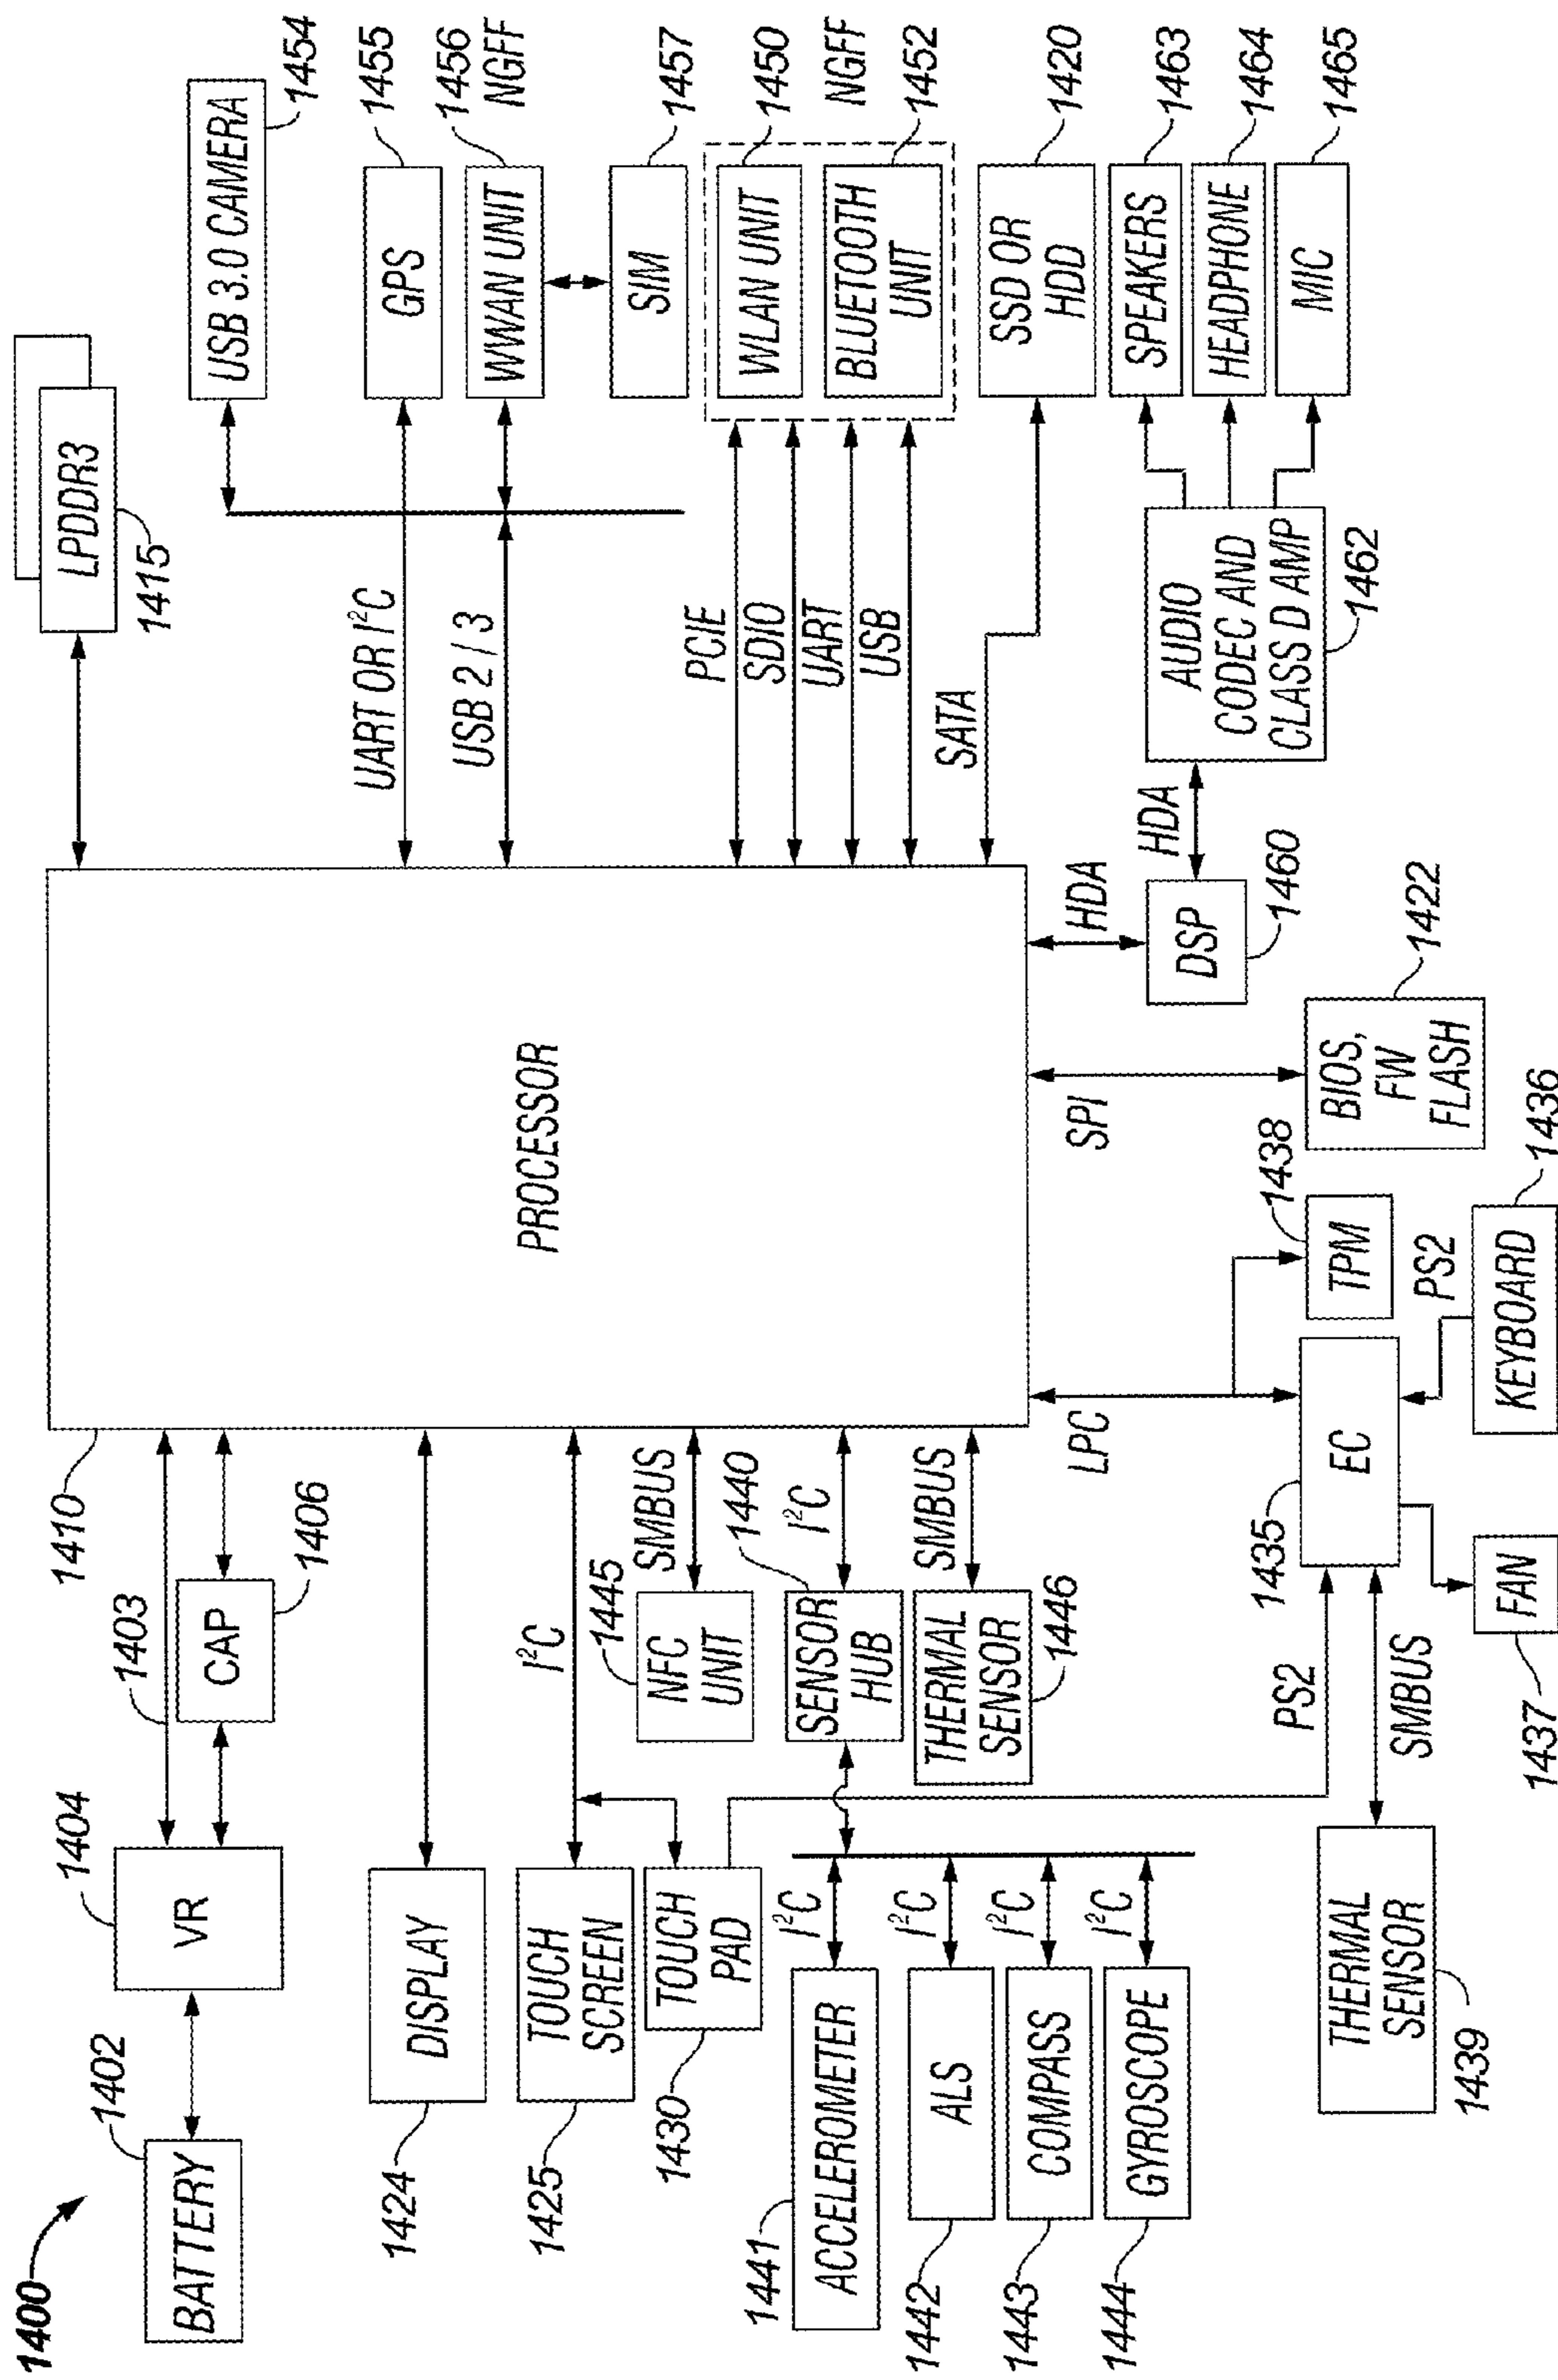 1400
BATTERY
1402
VR
1404
1403
CAP
1406
1410
PROCESSOR
LPDDR3
1415
USB 3.0 CAMERA
1454
UART OR I²C
GPS
1455
USB 2 / 3
WWAN UNIT
1456
NGFF
SIM
1457
PCIE
SDIO
UART
USB
WLAN UNIT
1450
NGFF
BLUETOOTH
UNIT
1452
SATA
SSD OR
HDD
1420
DISPLAY
1424
TOUCH
SCREEN
1425
I²C
TOUCH
PAD
1430
1445
NFC
UNIT
SMBUS
1440
SENSOR
HUB
I²C
THERMAL
SENSOR
1446
SMBUS
1441
ACCELEROMETER
I²C
1442
ALS
I²C
1443
COMPASS
I²C
1444
GYROSCOPE
I²C
THERMAL
SENSOR
1439
PS2
SMBUS
1435
EC
LPC
FAN
1437
KEYBOARD
1436
PS2
TPM
1438
SPI
BIOS,
FW
FLASH
1422
HDA
DSP
1460
HDA
AUDIO
CODEC AND
CLASS D AMP
1462
SPEAKERS
1463
HEADPHONE
1464
MIC
1465